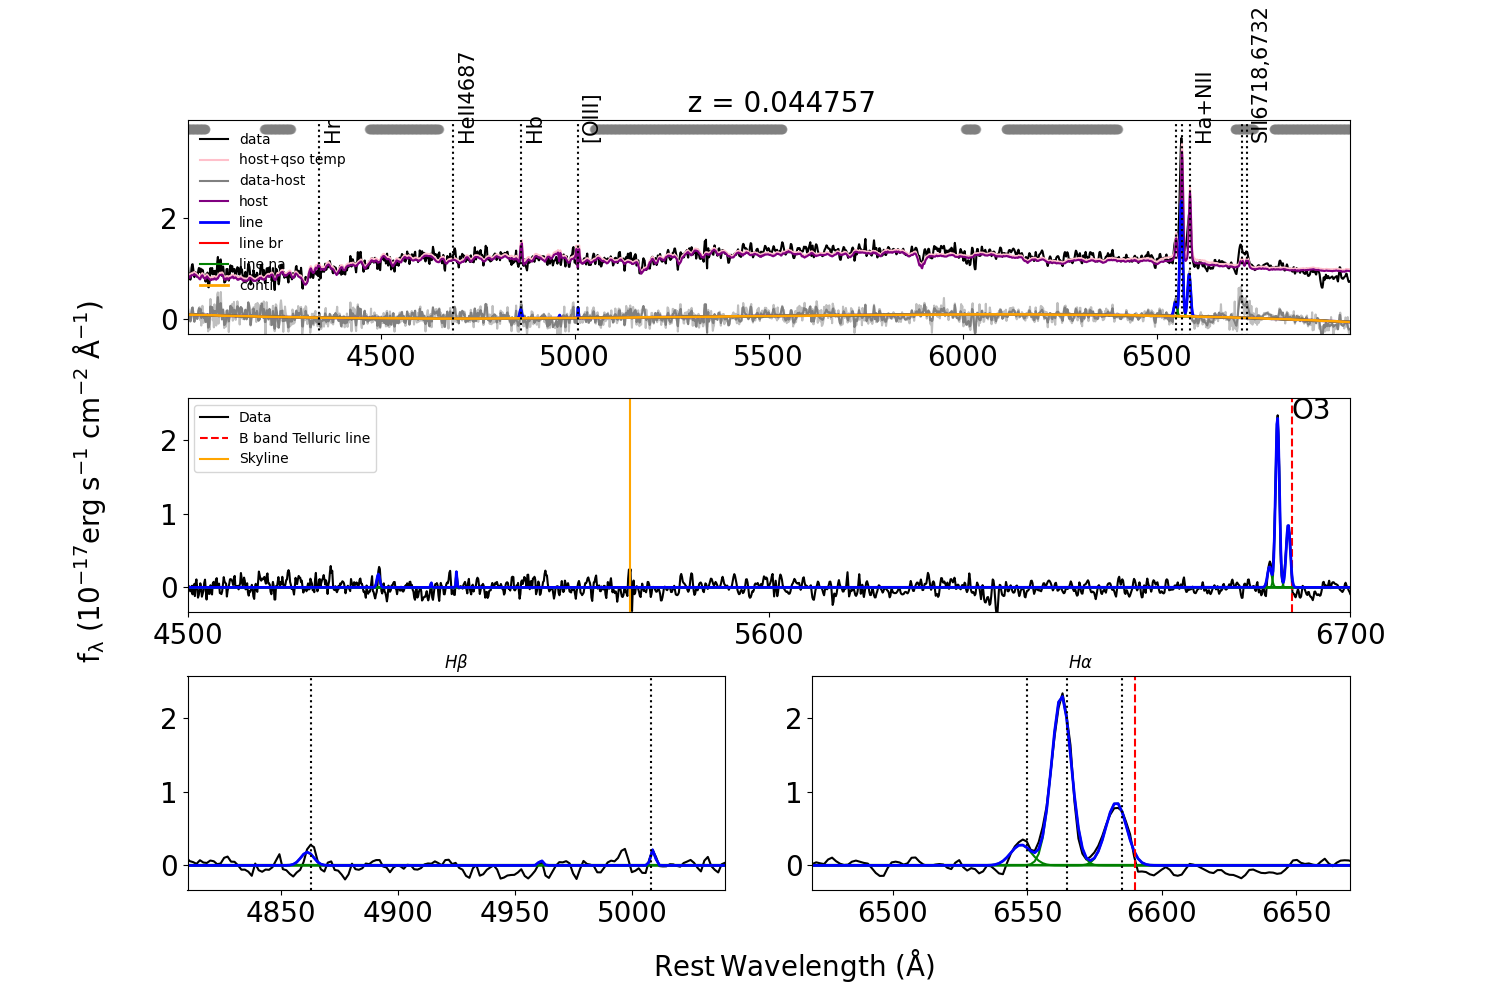 z = 0.044757
Hr
HeII4687
Hb
[OIII]
Ha+NII
SII6718,6732
data
host+qso temp
data-host
host
line
line br
line na
conti
2
0
4500 5000 5500 6000 6500
fλ (10⁻¹⁷erg s⁻¹ cm⁻² Å⁻¹)
Data
B band Telluric line
Skyline
O3
2
1
0
4500 5600 6700
Hβ
2
1
0
4850 4900 4950 5000
Hα
2
1
0
6500 6550 6600 6650
Rest Wavelength (Å)